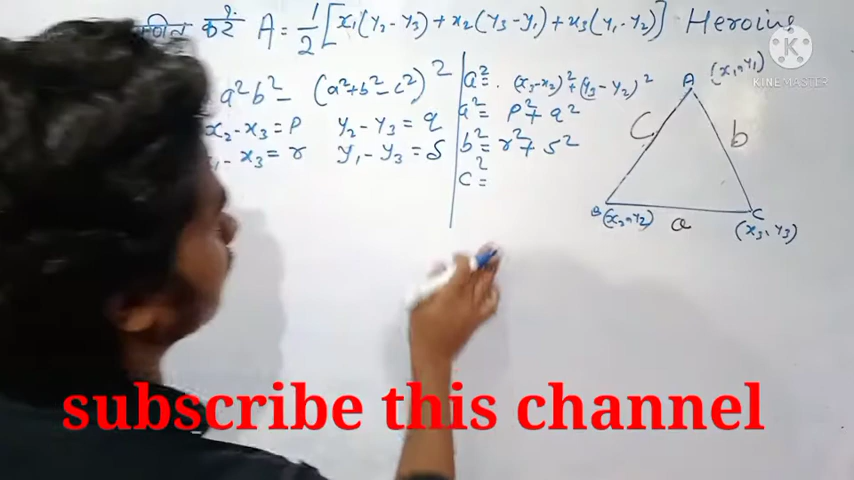 करें A = 1/2 [x₁(y₂-y₃)+x₂(y₃-y₁)+x₃(y₁-y₂)] Heroing
a²b² - (a²+b²-c²)²
x₂-x₃=p y₂-y₃=q
x₁-x₃=r y₁-y₃=s
a²= (x₃-x₂)²+(y₃-y₂)²
a²= p²+q²
b²= r²+s²
c²=
A (x₁,y₁)
C b
B (x₂,y₂) a C (x₃,y₃)
KINEMASTER
subscribe this channel